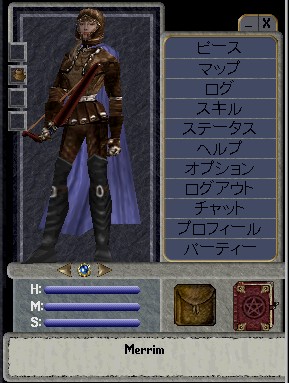 ピース
マップ
ログ
スキル
ステータス
ヘルプ
オプション
ログアウト
チャット
プロフィール
パーティー
H:
M:
S:
Merrim